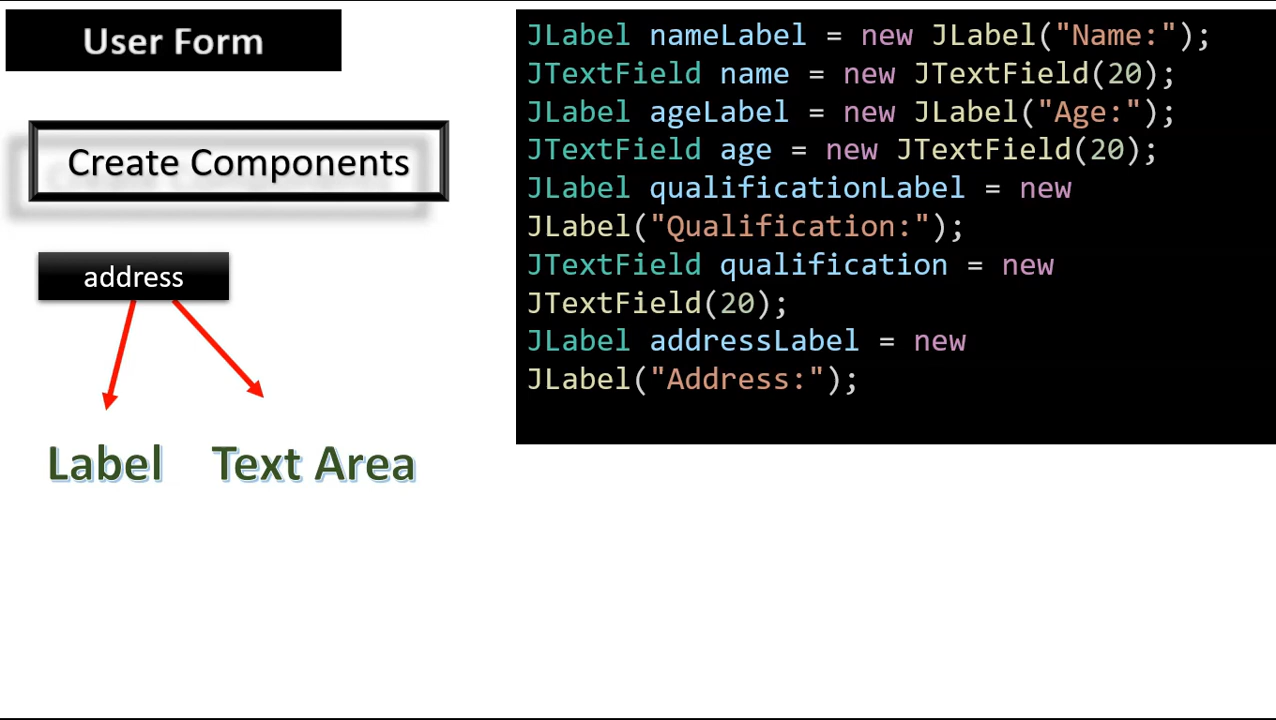 User Form
Create Components
address
Label
Text Area
JLabel nameLabel = new JLabel("Name:");
JTextField name = new JTextField(20);
JLabel ageLabel = new JLabel("Age:");
JTextField age = new JTextField(20);
JLabel qualificationLabel = new
JLabel("Qualification:");
JTextField qualification = new
JTextField(20);
JLabel addressLabel = new
JLabel("Address:");